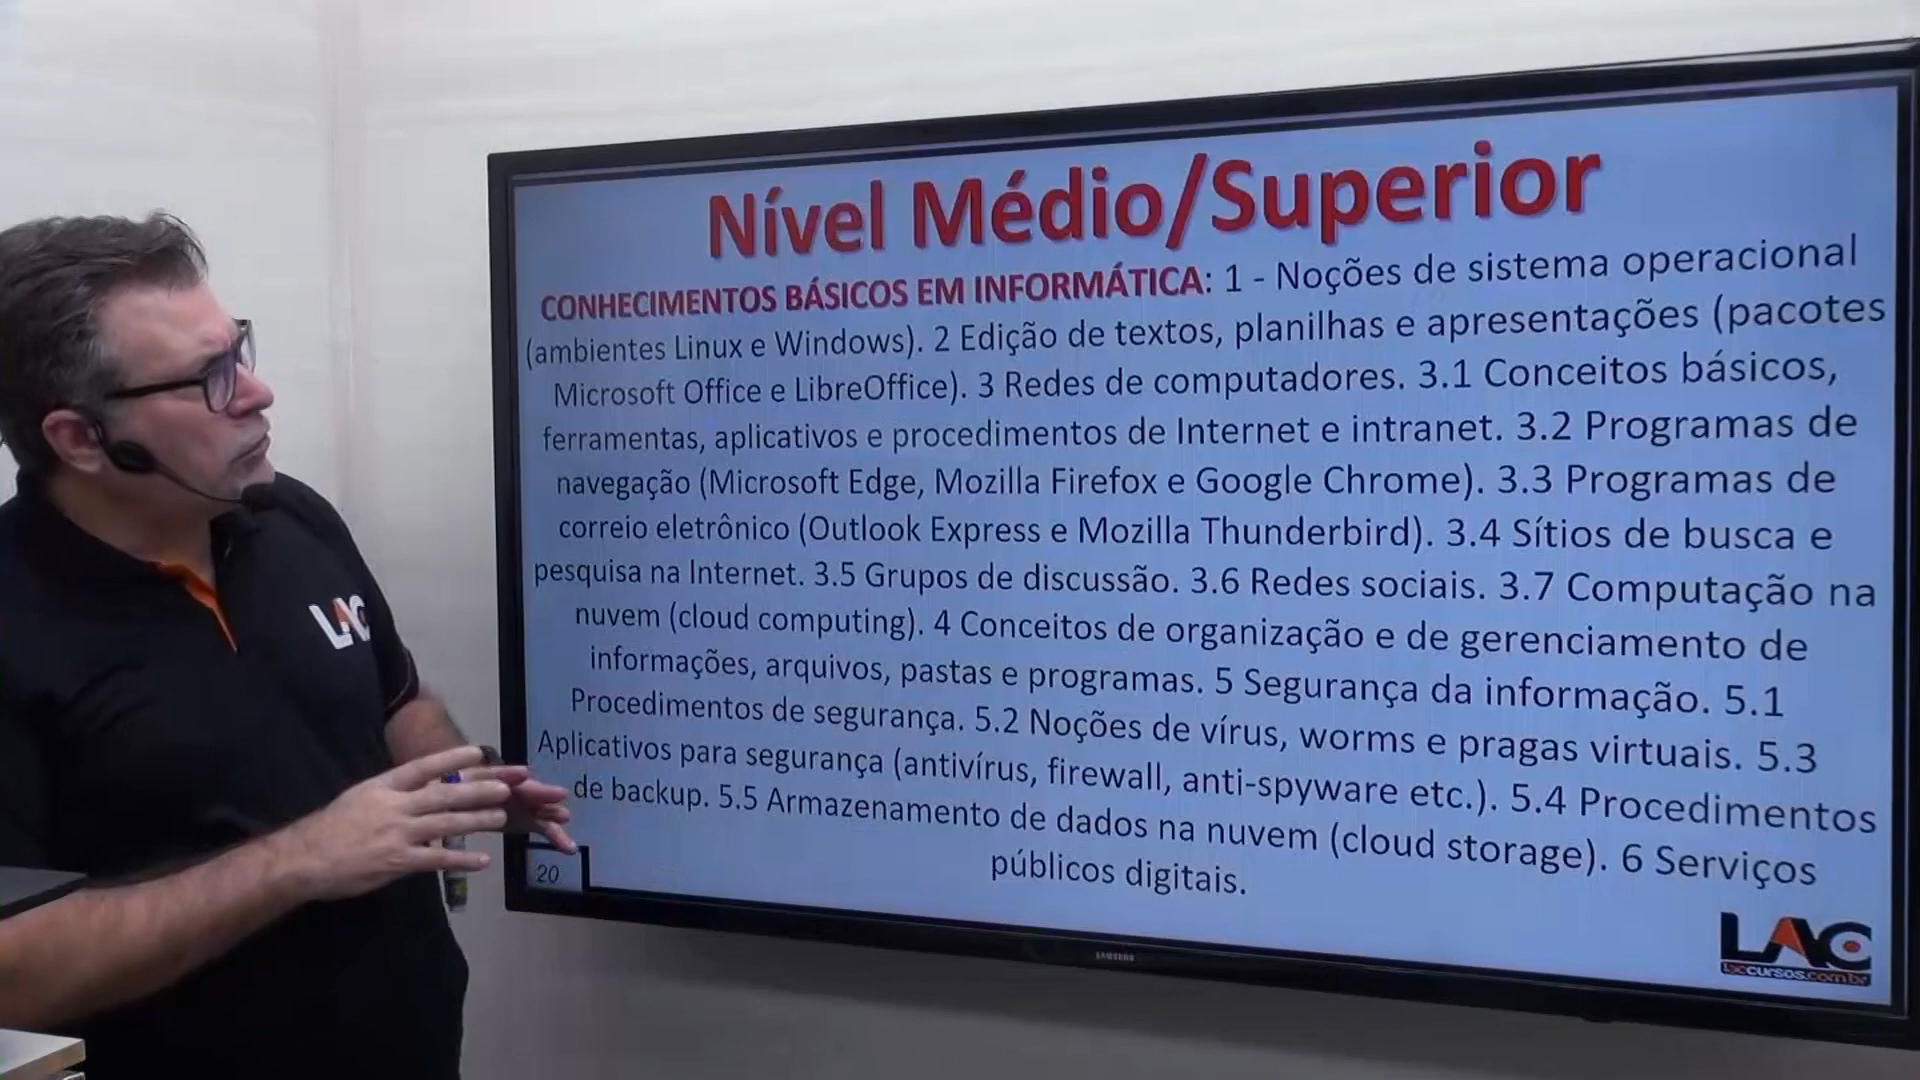 Nível Médio/Superior
CONHECIMENTOS BÁSICOS EM INFORMÁTICA: 1 - Noções de sistema operacional
(ambientes Linux e Windows). 2 Edição de textos, planilhas e apresentações (pacotes
Microsoft Office e LibreOffice). 3 Redes de computadores. 3.1 Conceitos básicos,
ferramentas, aplicativos e procedimentos de Internet e intranet. 3.2 Programas de
navegação (Microsoft Edge, Mozilla Firefox e Google Chrome). 3.3 Programas de
correio eletrônico (Outlook Express e Mozilla Thunderbird). 3.4 Sítios de busca e
pesquisa na Internet. 3.5 Grupos de discussão. 3.6 Redes sociais. 3.7 Computação na
nuvem (cloud computing). 4 Conceitos de organização e de gerenciamento de
informações, arquivos, pastas e programas. 5 Segurança da informação. 5.1
Procedimentos de segurança. 5.2 Noções de vírus, worms e pragas virtuais. 5.3
Aplicativos para segurança (antivírus, firewall, anti-spyware etc.). 5.4 Procedimentos
de backup. 5.5 Armazenamento de dados na nuvem (cloud storage). 6 Serviços
públicos digitais.
20
LAC
laccursos.com.br
SAMSUNG
LAC